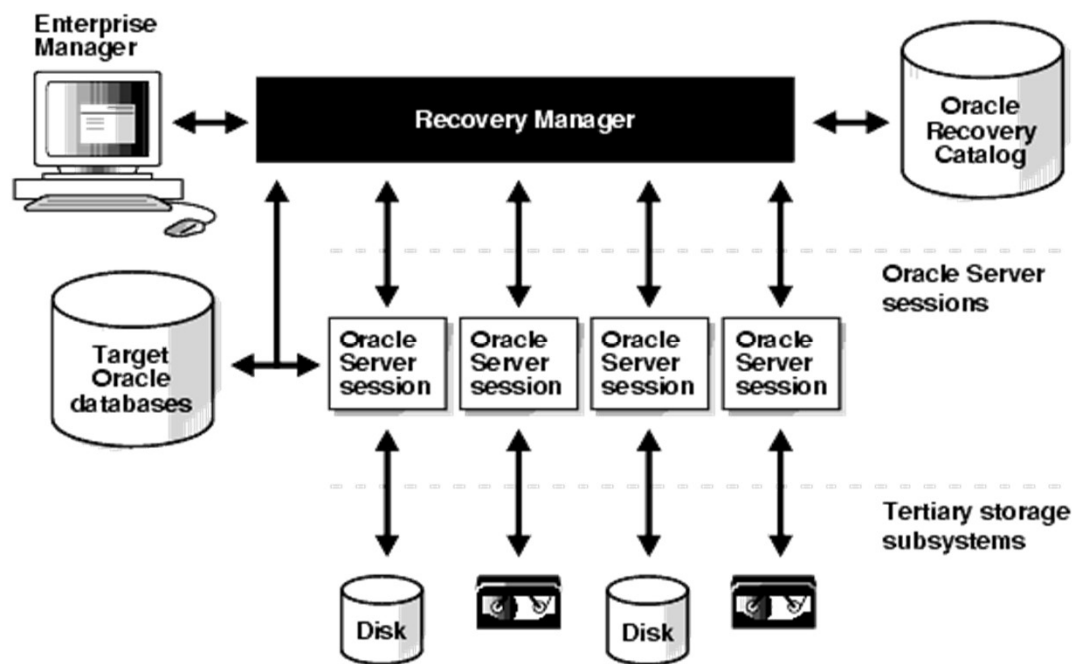 Enterprise
Manager
Recovery Manager
Oracle
Recovery
Catalog
Oracle Server
sessions
Target
Oracle
databases
Oracle
Server
session
Oracle
Server
session
Oracle
Server
session
Oracle
Server
session
Tertiary storage
subsystems
Disk
Disk